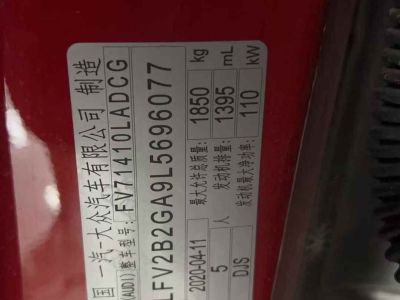 国 一汽-大众汽车有限公司 制造
(AUDI) 整车型号: FV71410LADCG
LFV2B2GA9L5696077
2020-04-11 最大允许总质量: 1850 kg
5 人 发动机排量: 1395 mL
DJS 发动机最大净功率: 110 kW